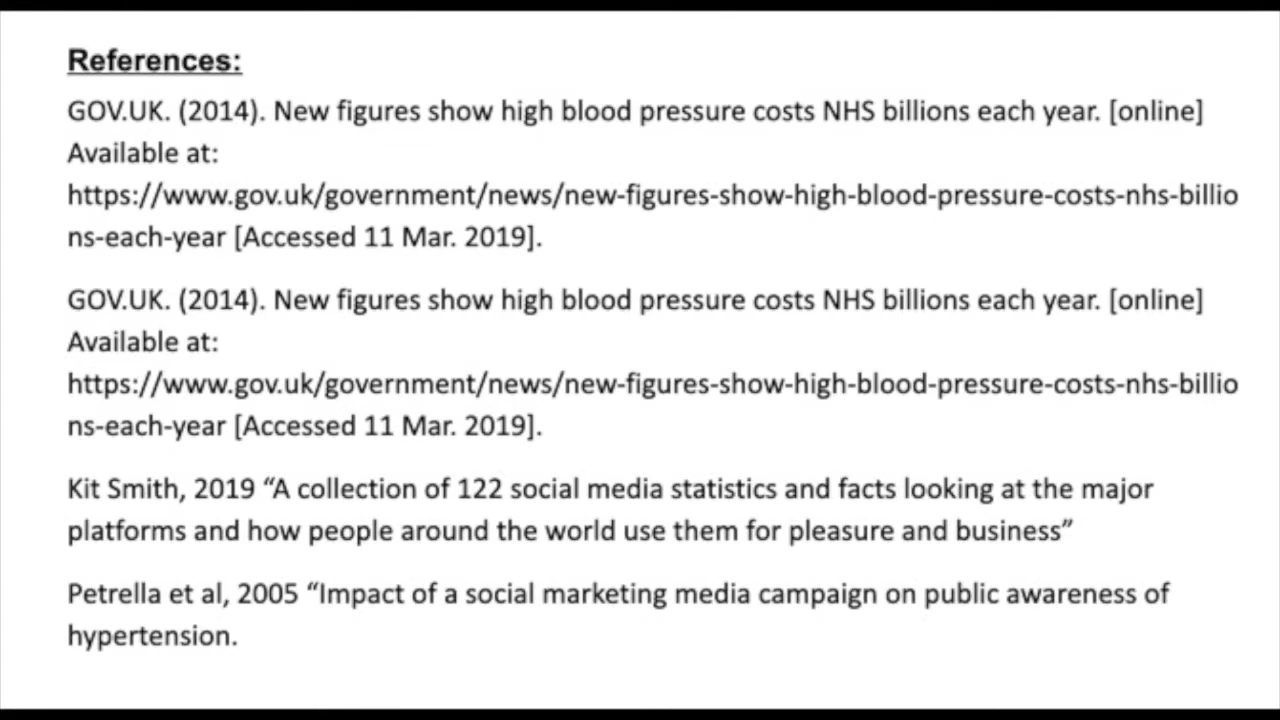 References:
GOV.UK. (2014). New figures show high blood pressure costs NHS billions each year. [online]
Available at:
https://www.gov.uk/government/news/new-figures-show-high-blood-pressure-costs-nhs-billio
ns-each-year [Accessed 11 Mar. 2019].
GOV.UK. (2014). New figures show high blood pressure costs NHS billions each year. [online]
Available at:
https://www.gov.uk/government/news/new-figures-show-high-blood-pressure-costs-nhs-billio
ns-each-year [Accessed 11 Mar. 2019].
Kit Smith, 2019 “A collection of 122 social media statistics and facts looking at the major
platforms and how people around the world use them for pleasure and business”
Petrella et al, 2005 “Impact of a social marketing media campaign on public awareness of
hypertension.